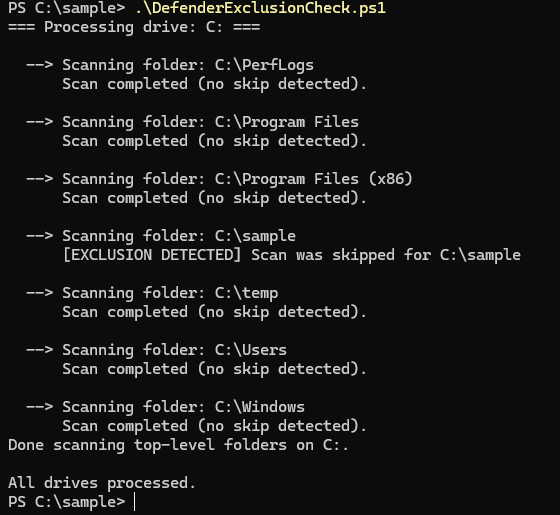 PS C:\sample> .\DefenderExclusionCheck.ps1
=== Processing drive: C: ===
--> Scanning folder: C:\PerfLogs
Scan completed (no skip detected).
--> Scanning folder: C:\Program Files
Scan completed (no skip detected).
--> Scanning folder: C:\Program Files (x86)
Scan completed (no skip detected).
--> Scanning folder: C:\sample
[EXCLUSION DETECTED] Scan was skipped for C:\sample
--> Scanning folder: C:\temp
Scan completed (no skip detected).
--> Scanning folder: C:\Users
Scan completed (no skip detected).
--> Scanning folder: C:\Windows
Scan completed (no skip detected).
Done scanning top-level folders on C:.
All drives processed.
PS C:\sample>